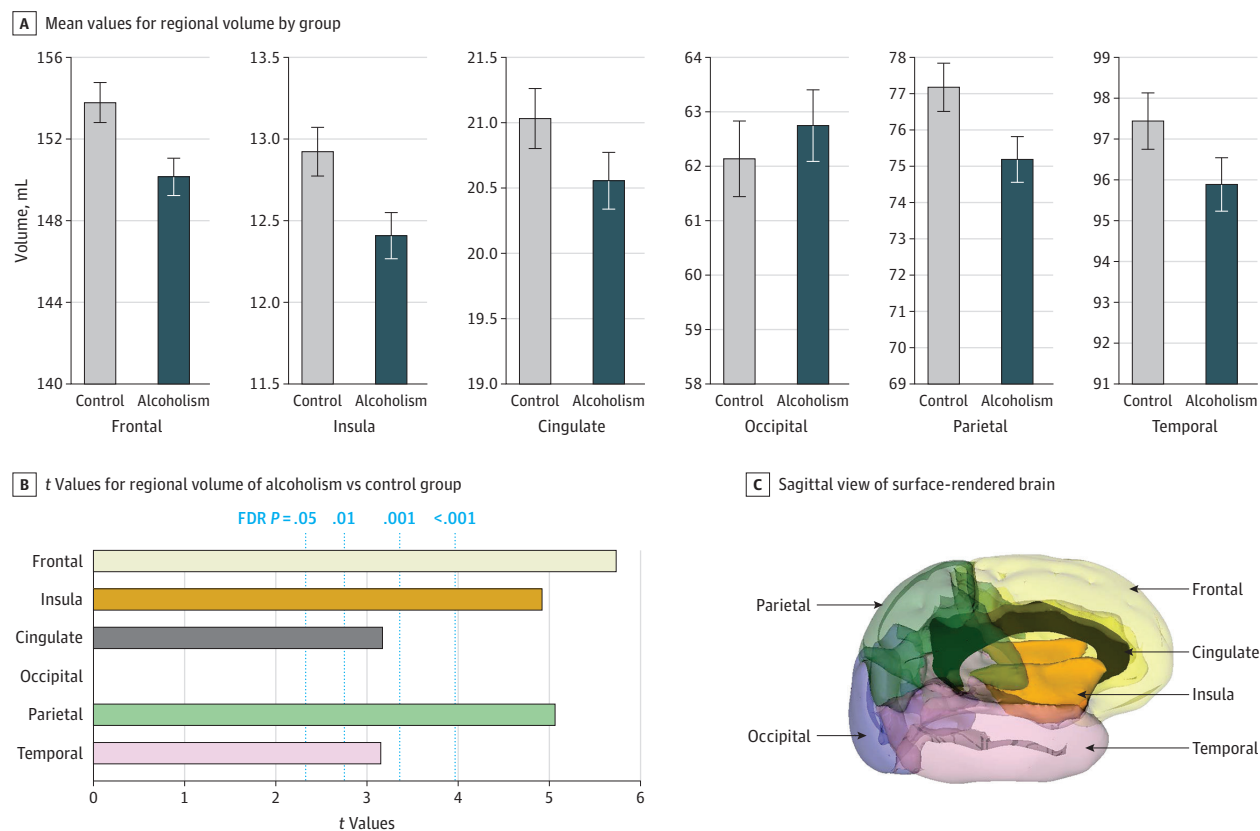 A Mean values for regional volume by group
Volume, mL
156
152
148
144
140
Control Alcoholism
Frontal
13.5
13.0
12.5
12.0
11.5
Control Alcoholism
Insula
21.5
21.0
20.5
20.0
19.5
19.0
Control Alcoholism
Cingulate
64
63
62
61
60
59
58
Control Alcoholism
Occipital
78
77
76
75
74
73
72
71
70
69
Control Alcoholism
Parietal
99
98
97
96
95
94
93
92
91
Control Alcoholism
Temporal
B t Values for regional volume of alcoholism vs control group
FDR P = .05 .01 .001 <.001
Frontal
Insula
Cingulate
Occipital
Parietal
Temporal
0 1 2 3 4 5 6
t Values
C Sagittal view of surface-rendered brain
Parietal
Occipital
Frontal
Cingulate
Insula
Temporal